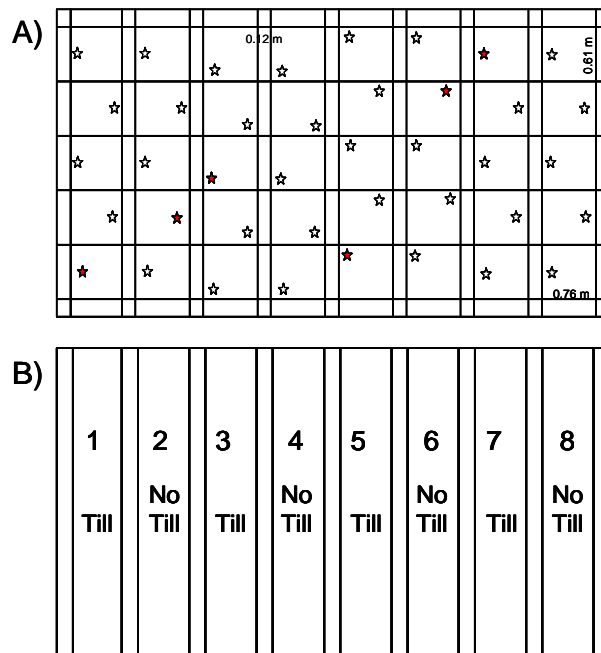 A)
0.12 m
0.61 m
0.76 m
B)
1 2 3 4 5 6 7 8
No No No No
Till Till Till Till Till Till Till Till